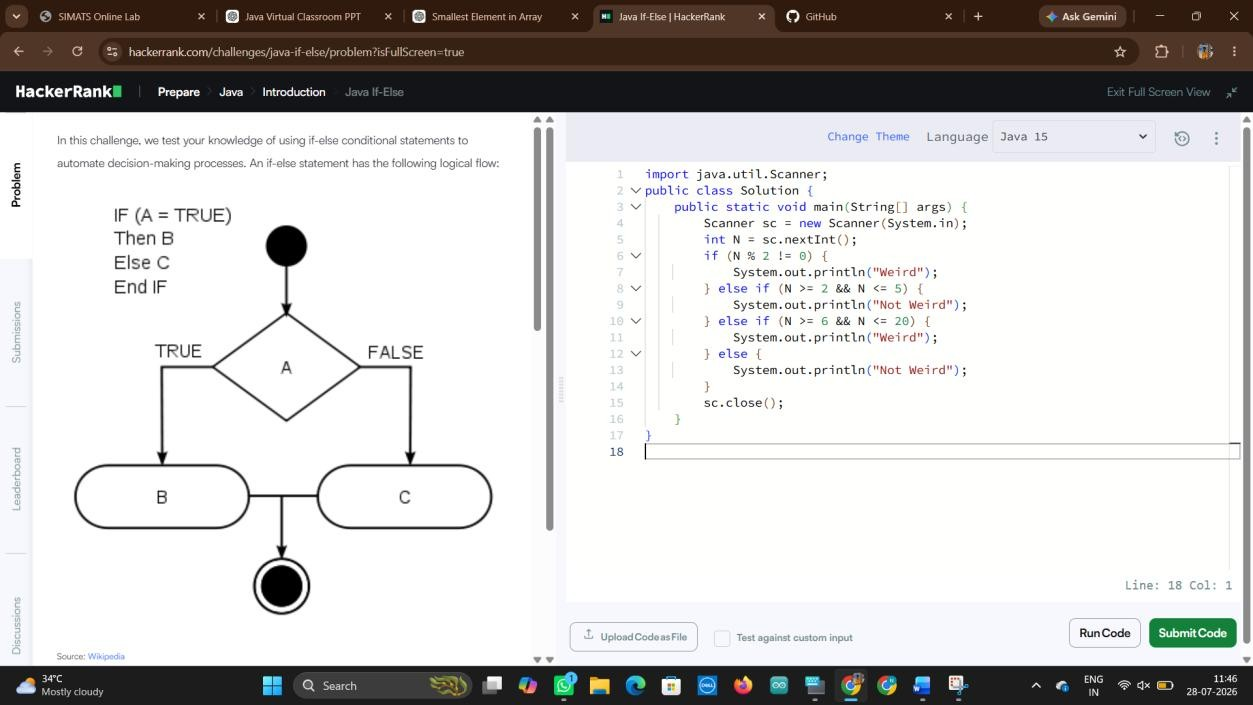 SIMATS Online Lab
Java Virtual Classroom PPT
Smallest Element in Array
Java If-Else | HackerRank
GitHub
Ask Gemini
hackerrank.com/challenges/java-if-else/problem?isFullScreen=true
HackerRank
Prepare
Java
Introduction
Java If-Else
Exit Full Screen View
Problem
Submissions
Leaderboard
Discussions
In this challenge, we test your knowledge of using if-else conditional statements to
automate decision-making processes. An if-else statement has the following logical flow:
IF (A = TRUE)
Then B
Else C
End IF
TRUE
A
FALSE
B
C
Source: Wikipedia
Change Theme
Language
Java 15
1 import java.util.Scanner;
2 public class Solution {
3 public static void main(String[] args) {
4 Scanner sc = new Scanner(System.in);
5 int N = sc.nextInt();
6 if (N % 2 != 0) {
7 System.out.println("Weird");
8 } else if (N >= 2 && N <= 5) {
9 System.out.println("Not Weird");
10 } else if (N >= 6 && N <= 20) {
11 System.out.println("Weird");
12 } else {
13 System.out.println("Not Weird");
14 }
15 sc.close();
16 }
17 }
18
Line: 18 Col: 1
Upload Code as File
Test against custom input
Run Code
Submit Code
34°C
Mostly cloudy
Search
1
DELL
ENG
IN
11:46
28-07-2026